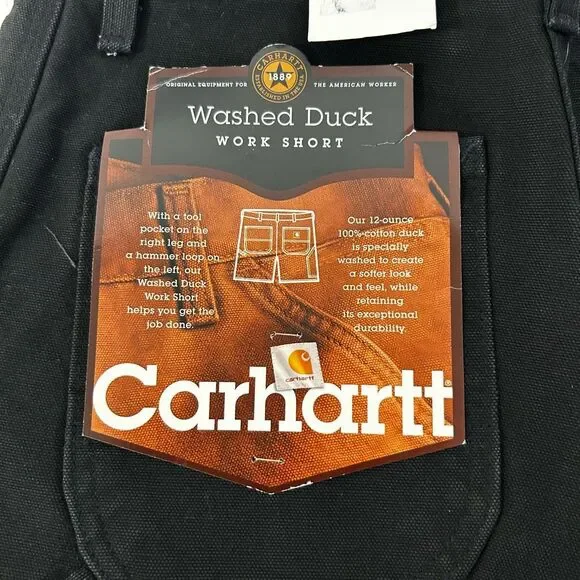 CARHARTT
1889
ESTABLISHED IN THE USA
ORIGINAL EQUIPMENT FOR THE AMERICAN WORKER
Washed Duck
WORK SHORT
With a tool
pocket on the
right leg and
a hammer loop on
the left, our
Washed Duck
Work Short
helps you get the
job done.
Our 12-ounce
100%-cotton duck
is specially
washed to create
a softer look
and feel, while
retaining
its exceptional
durability.
carhartt
Carhartt®